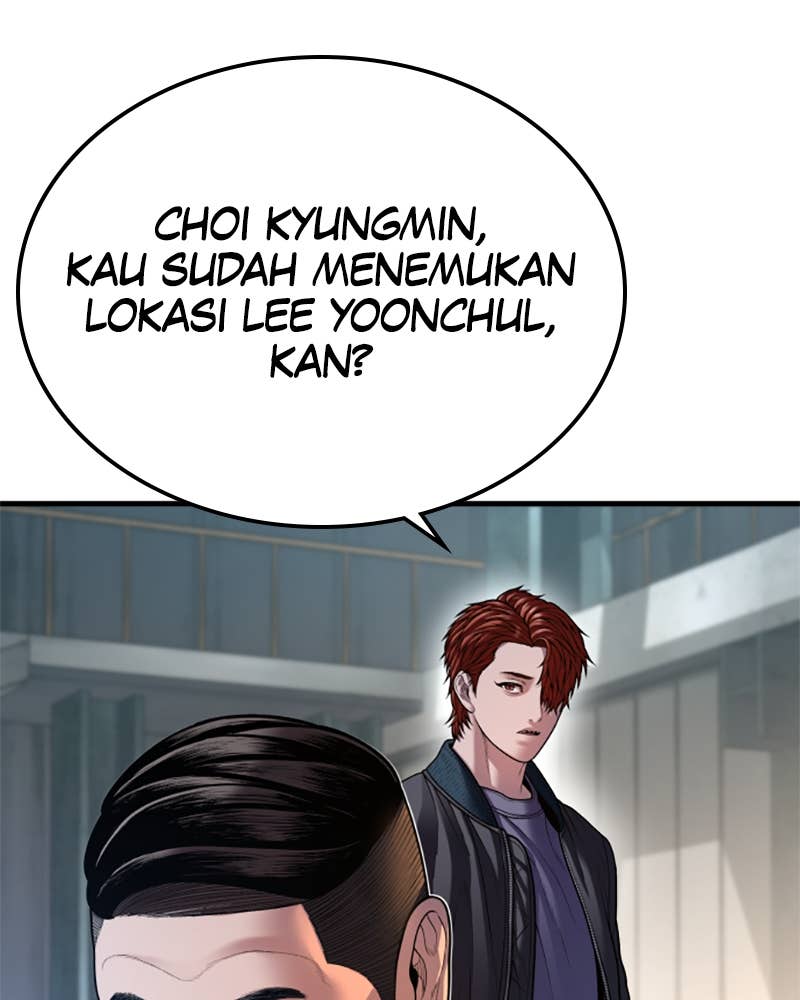 CHOI KYUNGMIN,
KAU SUDAH MENEMUKAN
LOKASI LEE YOONCHUL,
KAN?